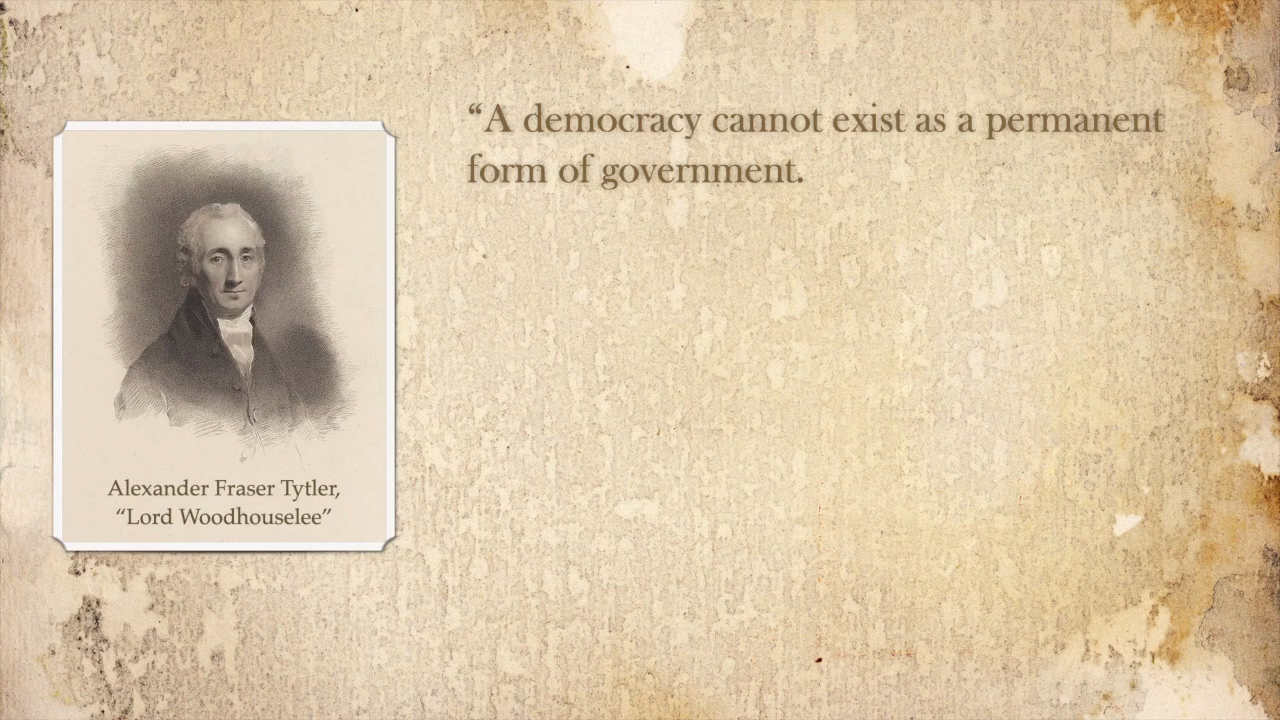 “A democracy cannot exist as a permanent
form of government.
Alexander Fraser Tytler,
“Lord Woodhouselee”